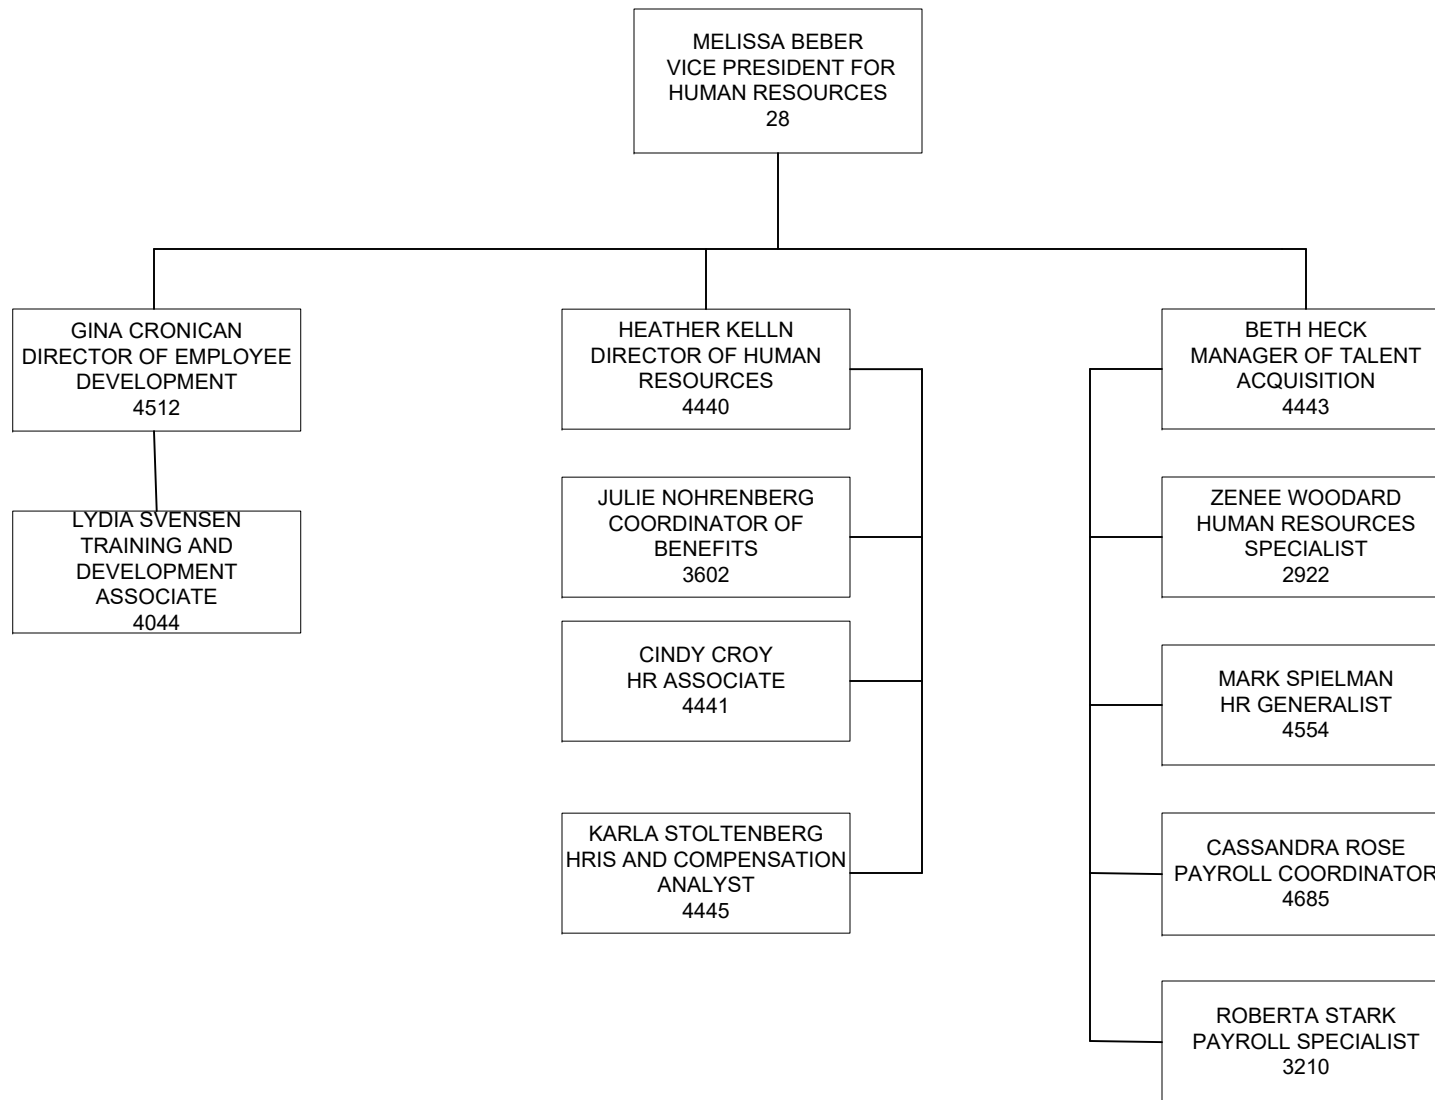 MELISSA BEBER
VICE PRESIDENT FOR
HUMAN RESOURCES
28
GINA CRONICAN
DIRECTOR OF EMPLOYEE
DEVELOPMENT
4512
LYDIA SVENSEN
TRAINING AND
DEVELOPMENT
ASSOCIATE
4044
HEATHER KELLN
DIRECTOR OF HUMAN
RESOURCES
4440
JULIE NOHRENBERG
COORDINATOR OF
BENEFITS
3602
CINDY CROY
HR ASSOCIATE
4441
KARLA STOLTENBERG
HRIS AND COMPENSATION
ANALYST
4445
BETH HECK
MANAGER OF TALENT
ACQUISITION
4443
ZENEE WOODARD
HUMAN RESOURCES
SPECIALIST
2922
MARK SPIELMAN
HR GENERALIST
4554
CASSANDRA ROSE
PAYROLL COORDINATOR
4685
ROBERTA STARK
PAYROLL SPECIALIST
3210